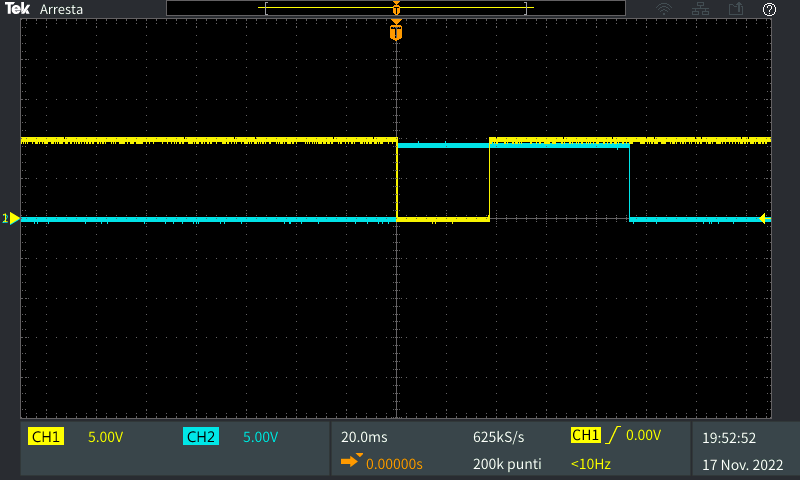 Tek Arresta
T
T
1
CH1 5.00V CH2 5.00V 20.0ms 625kS/s CH1 0.00V 19:52:52
0.00000s 200k punti <10Hz 17 Nov. 2022